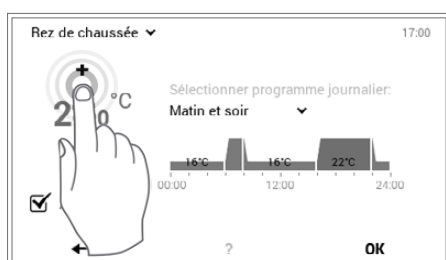 Rez de chaussée
17:00
+
°C
Sélectionner programme journalier:
Matin et soir
16°C 16°C 22°C
00:00 12:00 24:00
?
OK